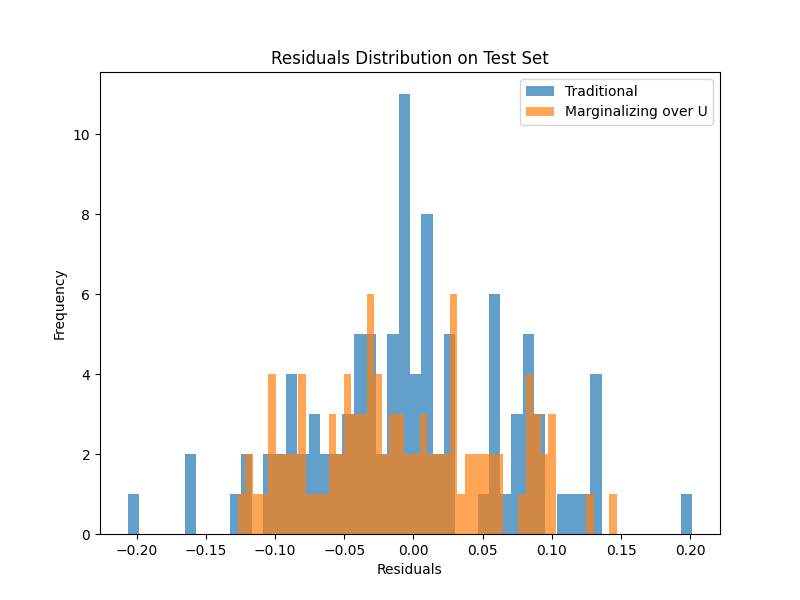 Residuals Distribution on Test Set
Traditional
Marginalizing over U
Frequency
10
8
6
4
2
0
−0.20 −0.15 −0.10 −0.05 0.00 0.05 0.10 0.15 0.20
Residuals